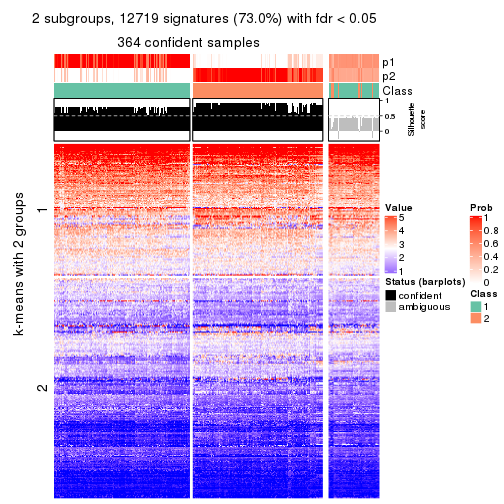 2 subgroups, 12719 signatures (73.0%) with fdr < 0.05
364 confident samples
p1
p2
Class
1
0.5
0
Silhouette
score
k-means with 2 groups
1
2
Value
5
4
3
2
1
Status (barplots)
confident
ambiguous
Prob
1
0.8
0.6
0.4
0.2
0
Class
1
2